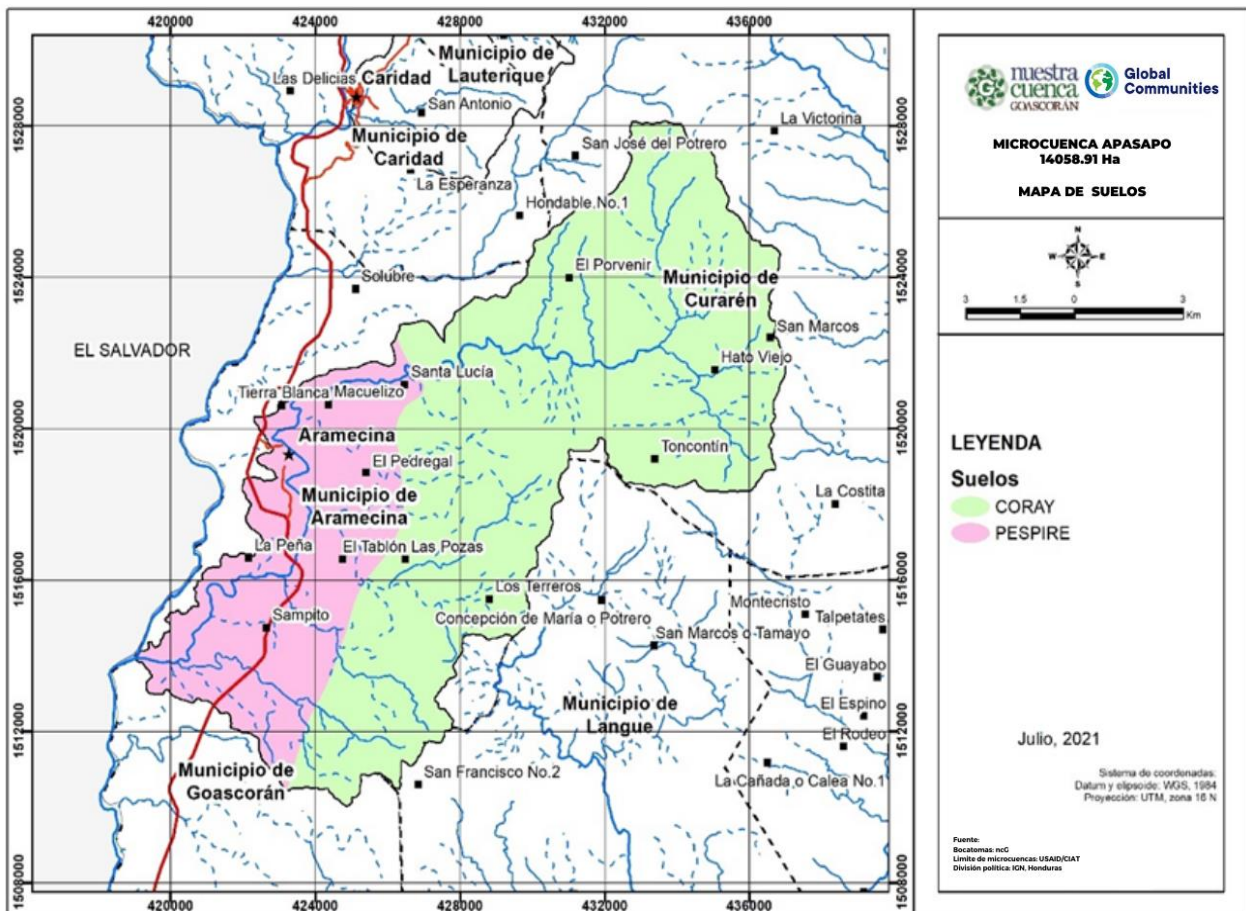 420000 424000 428000 432000 436000
1528000
1524000
1520000
1516000
1512000
1508000
Municipio de
Lauterique
Las Delicias
Caridad
San Antonio
La Victorina
Municipio de
Caridad
San José del Potrero
La Esperanza
Hondable No.1
El Porvenir
Municipio de
Curarén
Solubre
San Marcos
EL SALVADOR
Hato Viejo
Santa Lucía
Tierra Blanca Macuelizo
Aramecina
Toncontín
El Pedregal
Municipio de
Aramecina
La Costita
La Peña
El Tablón Las Pozas
Los Terreros
Montecristo
Talpetates
Concepción de María o Potrero
Sampito
San Marcos o Tamayo
El Guayabo
Municipio de
Langue
El Espino
El Rodeo
Municipio de
Goascorán
San Francisco No.2
La Cañada o Calea No.1
1528000
1524000
1520000
1516000
1512000
1508000
420000 424000 428000 432000 436000
nuestra
cuenca
GOASCORÁN
G
Global
Communities
MICROCUENCA APASAPO
14058.91 Ha
MAPA DE SUELOS
N
W E
S
3 1.5 0 3
Km
LEYENDA
Suelos
CORAY
PESPIRE
Julio, 2021
Sistema de coordenadas:
Datum y elipsoide: WGS, 1984
Proyección: UTM, zona 16 N
Fuente:
Bocatomas: ncG
Limite de microcuencas: USAID/CIAT
División política: IGN, Honduras